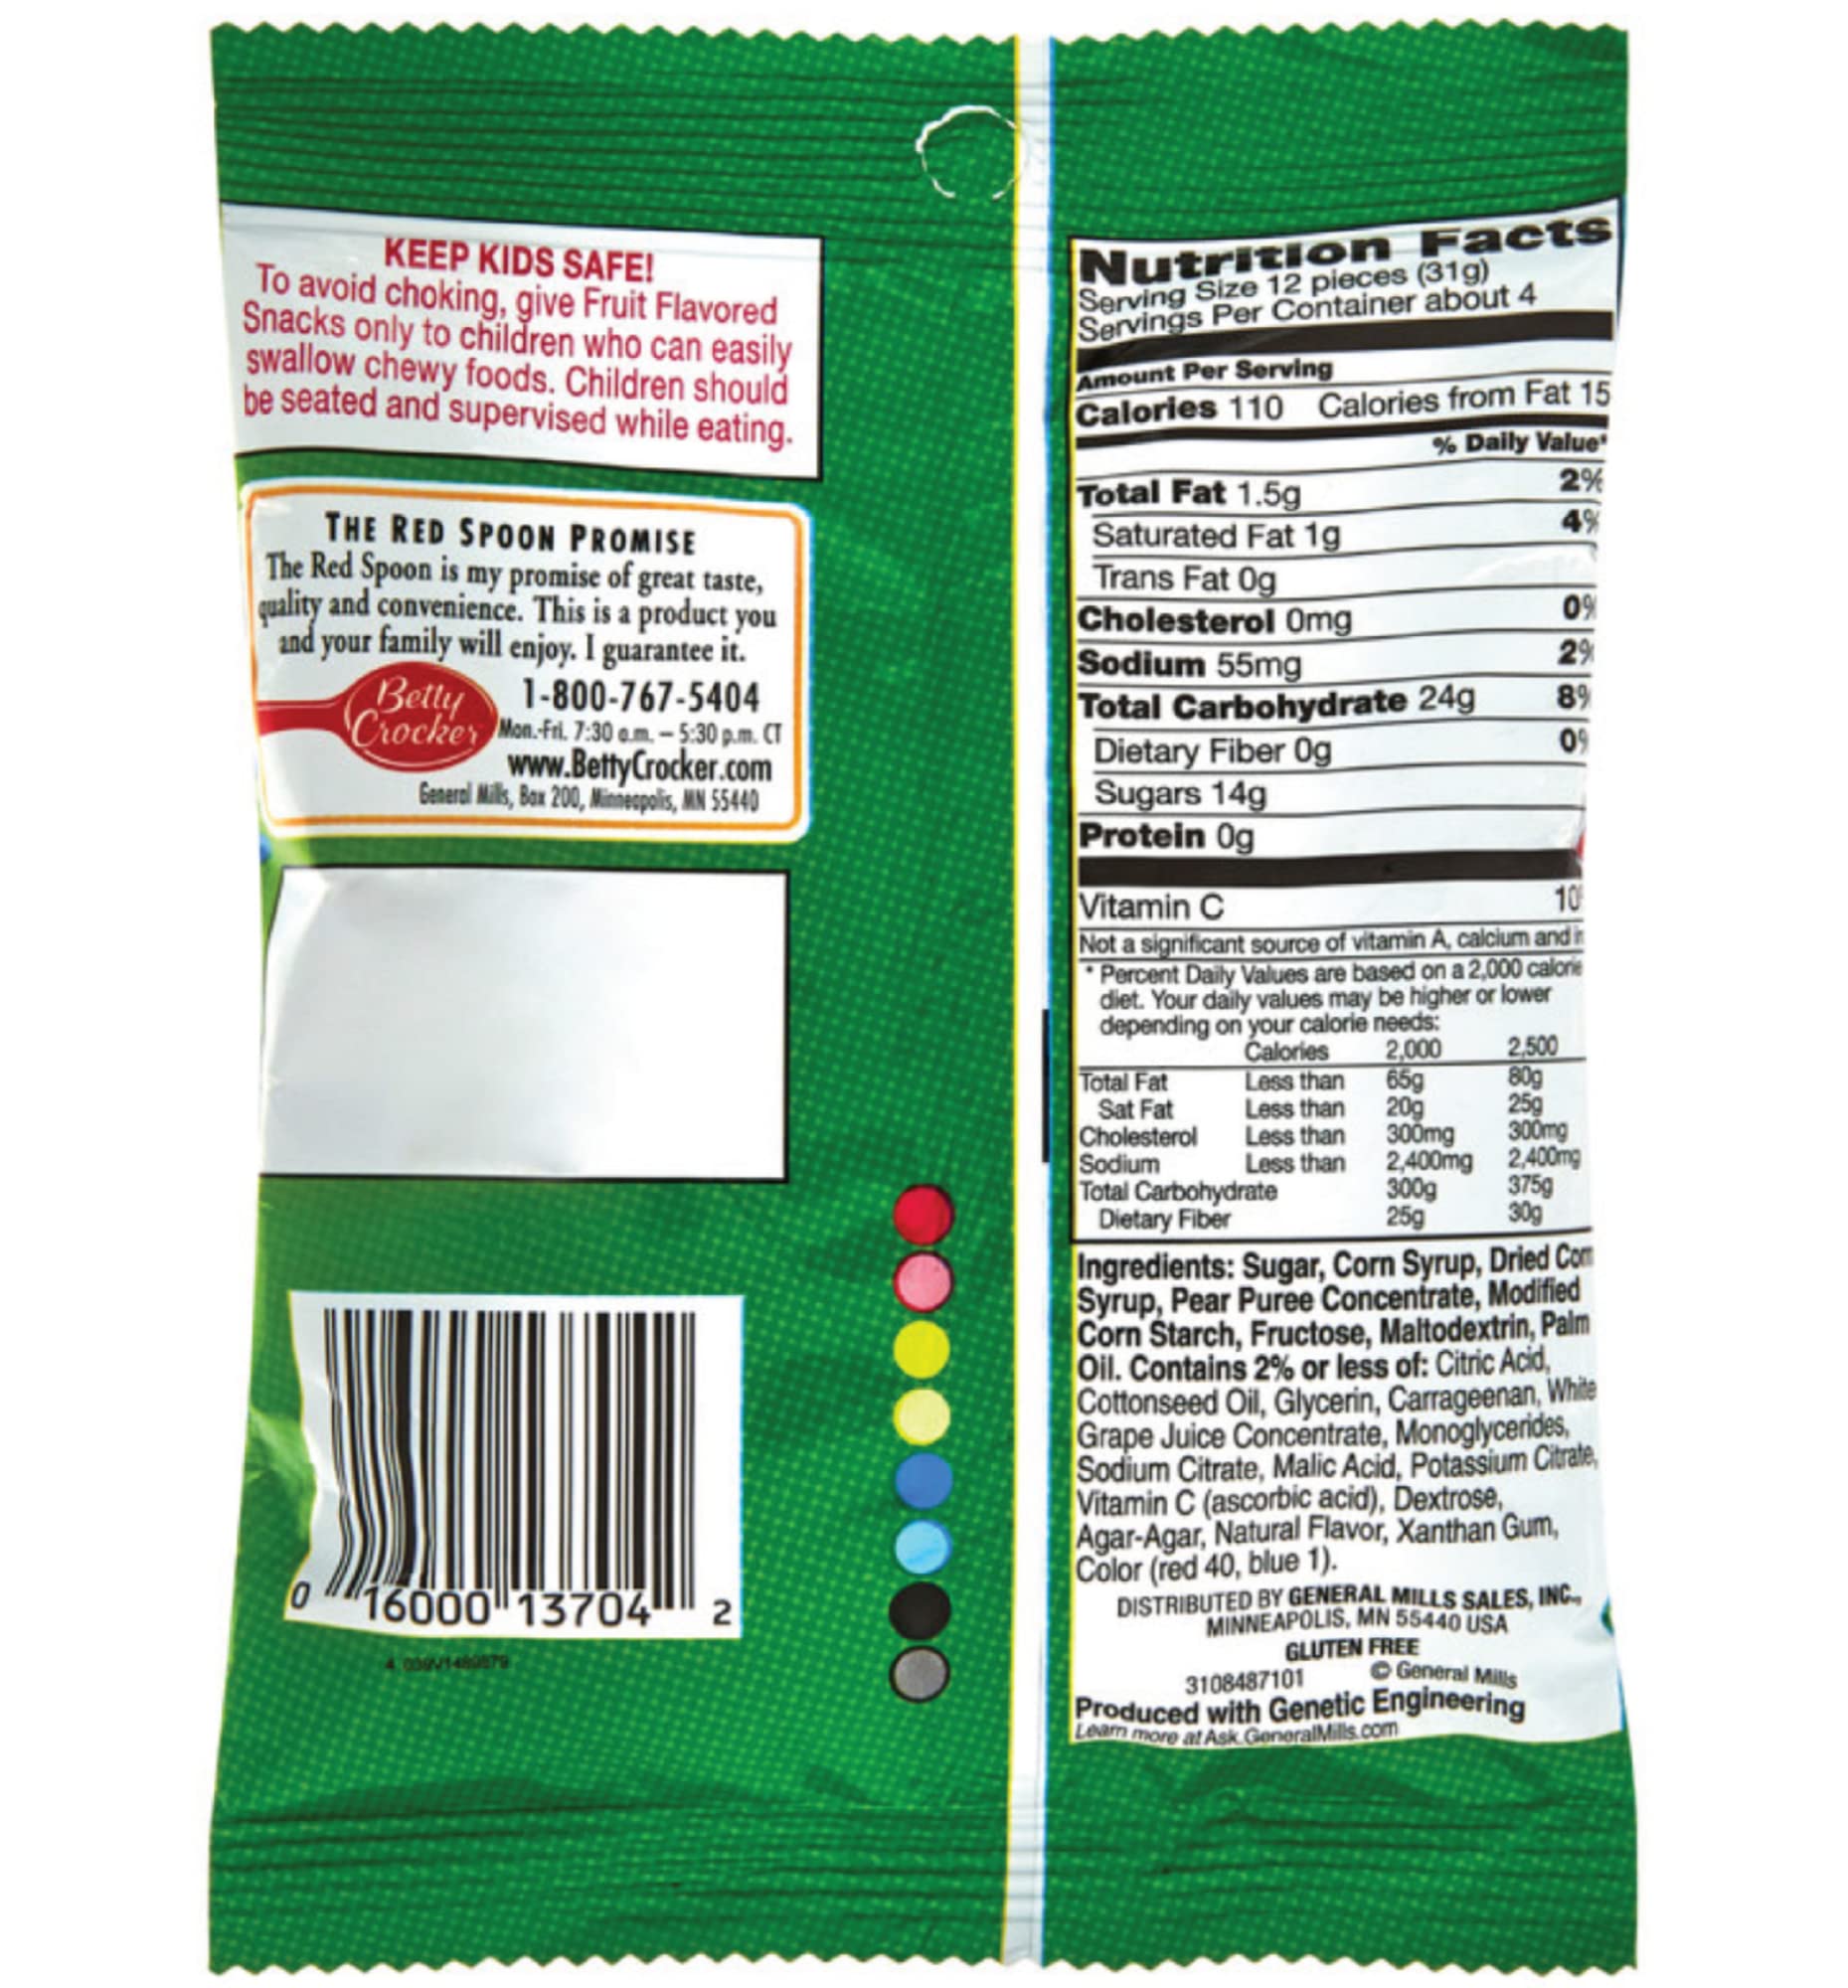 KEEP KIDS SAFE!
To avoid choking, give Fruit Flavored
Snacks only to children who can easily
swallow chewy foods. Children should
be seated and supervised while eating.
THE RED SPOON PROMISE
The Red Spoon is my promise of great taste,
quality and convenience. This is a product you
and your family will enjoy. I guarantee it.
Betty
Crocker
1-800-767-5404
Mon.-Fri. 7:30 a.m. – 5:30 p.m. CT
www.BettyCrocker.com
General Mills, Box 200, Minneapolis, MN 55440
0 16000 13704 2
Nutrition Facts
Serving Size 12 pieces (31g)
Servings Per Container about 4
Amount Per Serving
Calories 110 Calories from Fat 15
% Daily Value*
Total Fat 1.5g 2%
Saturated Fat 1g 4%
Trans Fat 0g
Cholesterol 0mg 0%
Sodium 55mg 2%
Total Carbohydrate 24g 8%
Dietary Fiber 0g 0%
Sugars 14g
Protein 0g
Vitamin C 10
Not a significant source of vitamin A, calcium and
* Percent Daily Values are based on a 2,000 calorie
diet. Your daily values may be higher or lower
depending on your calorie needs:
Calories 2,000 2,500
Total Fat Less than 65g 80g
Sat Fat Less than 20g 25g
Cholesterol Less than 300mg 300mg
Sodium Less than 2,400mg 2,400mg
Total Carbohydrate 300g 375g
Dietary Fiber 25g 30g
Ingredients: Sugar, Corn Syrup, Dried Corn
Syrup, Pear Puree Concentrate, Modified
Corn Starch, Fructose, Maltodextrin, Palm
Oil. Contains 2% or less of: Citric Acid,
Cottonseed Oil, Glycerin, Carrageenan, White
Grape Juice Concentrate, Monoglycerides,
Sodium Citrate, Malic Acid, Potassium Citrate,
Vitamin C (ascorbic acid), Dextrose,
Agar-Agar, Natural Flavor, Xanthan Gum,
Color (red 40, blue 1).
DISTRIBUTED BY GENERAL MILLS SALES, INC.,
MINNEAPOLIS, MN 55440 USA
GLUTEN FREE
3108487101 © General Mills
Produced with Genetic Engineering
Learn more at Ask.GeneralMills.com